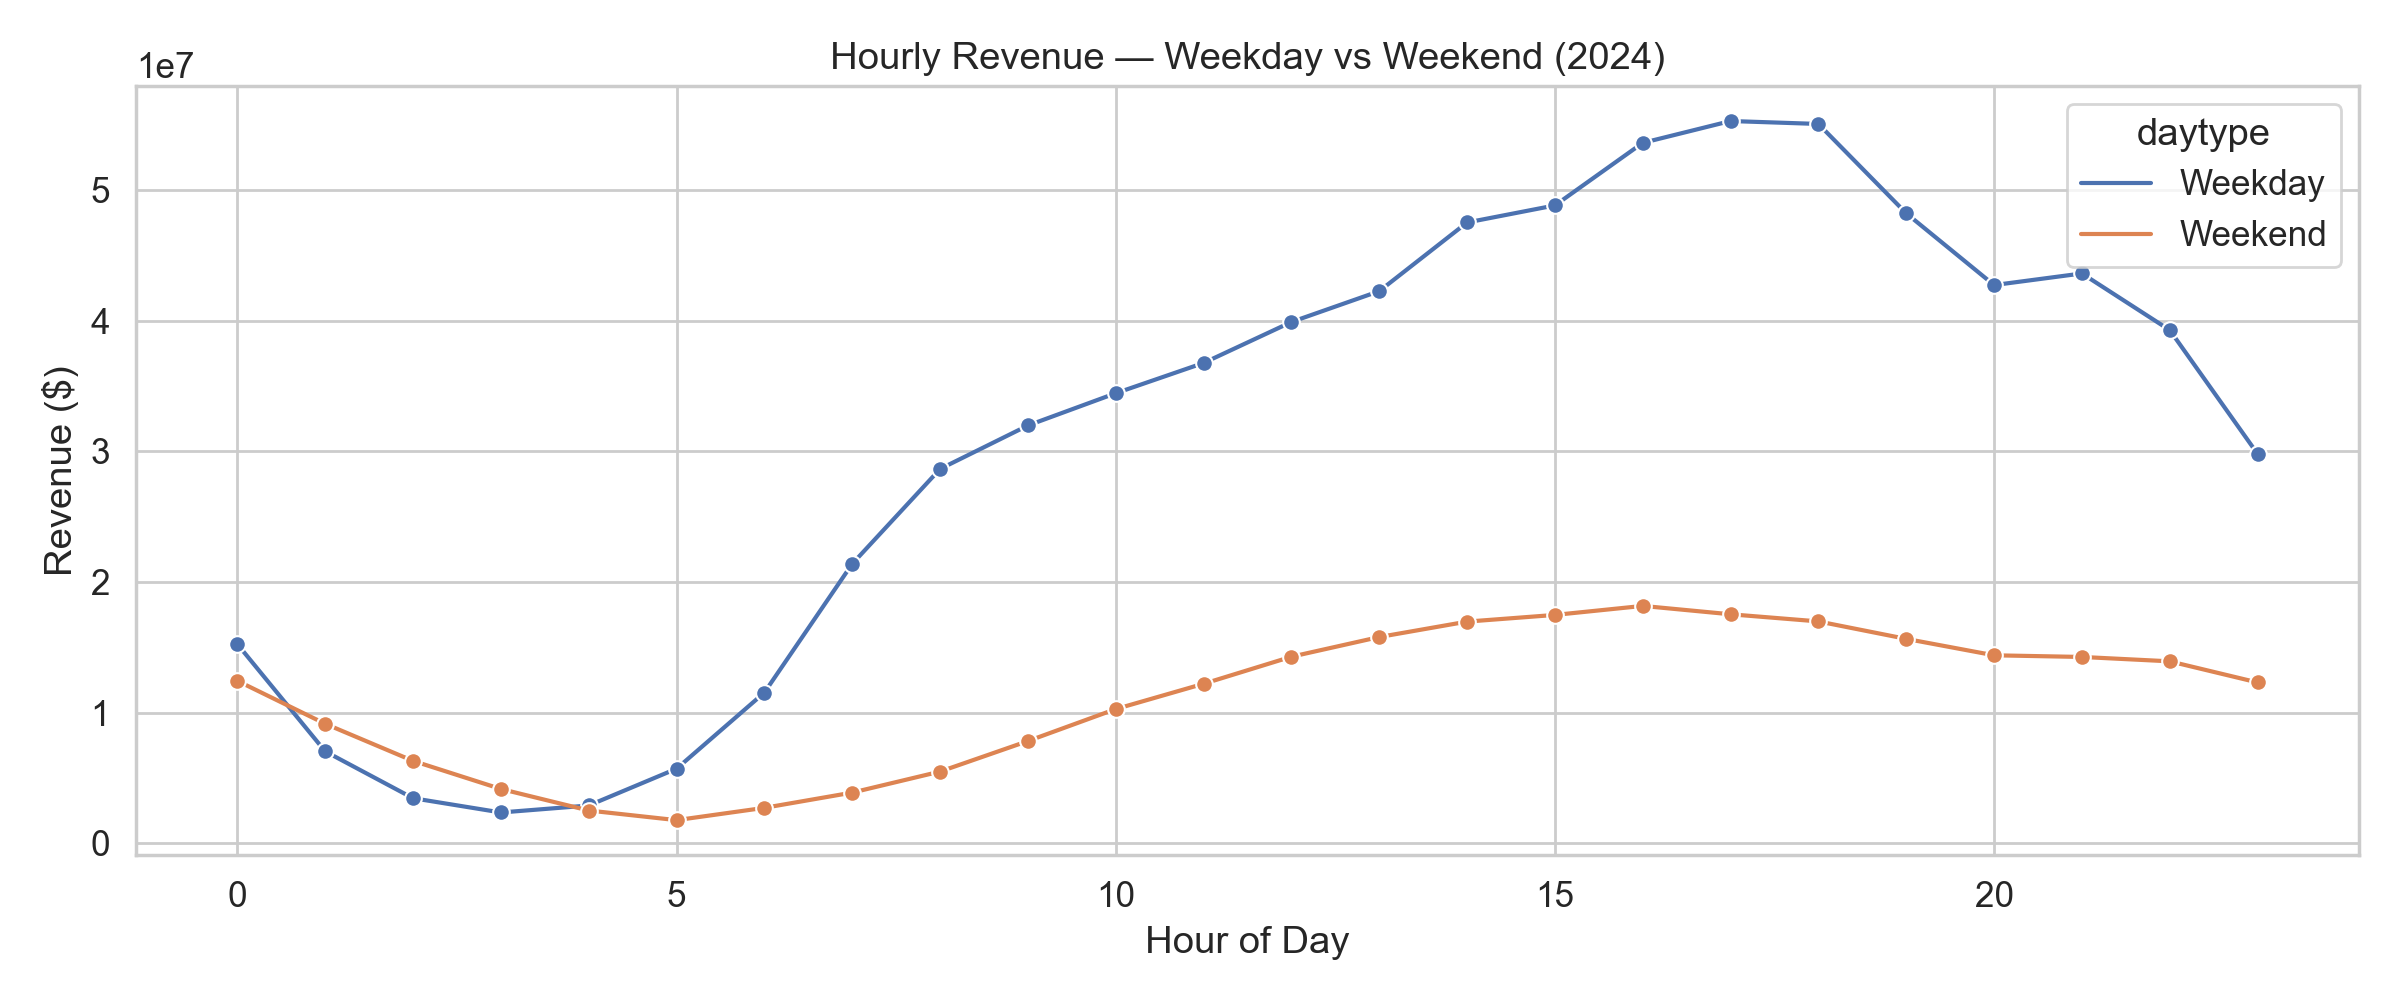 Hourly Revenue — Weekday vs Weekend (2024)
1e7
daytype
Weekday
Weekend
Revenue ($)
5
4
3
2
1
0
0 5 10 15 20
Hour of Day